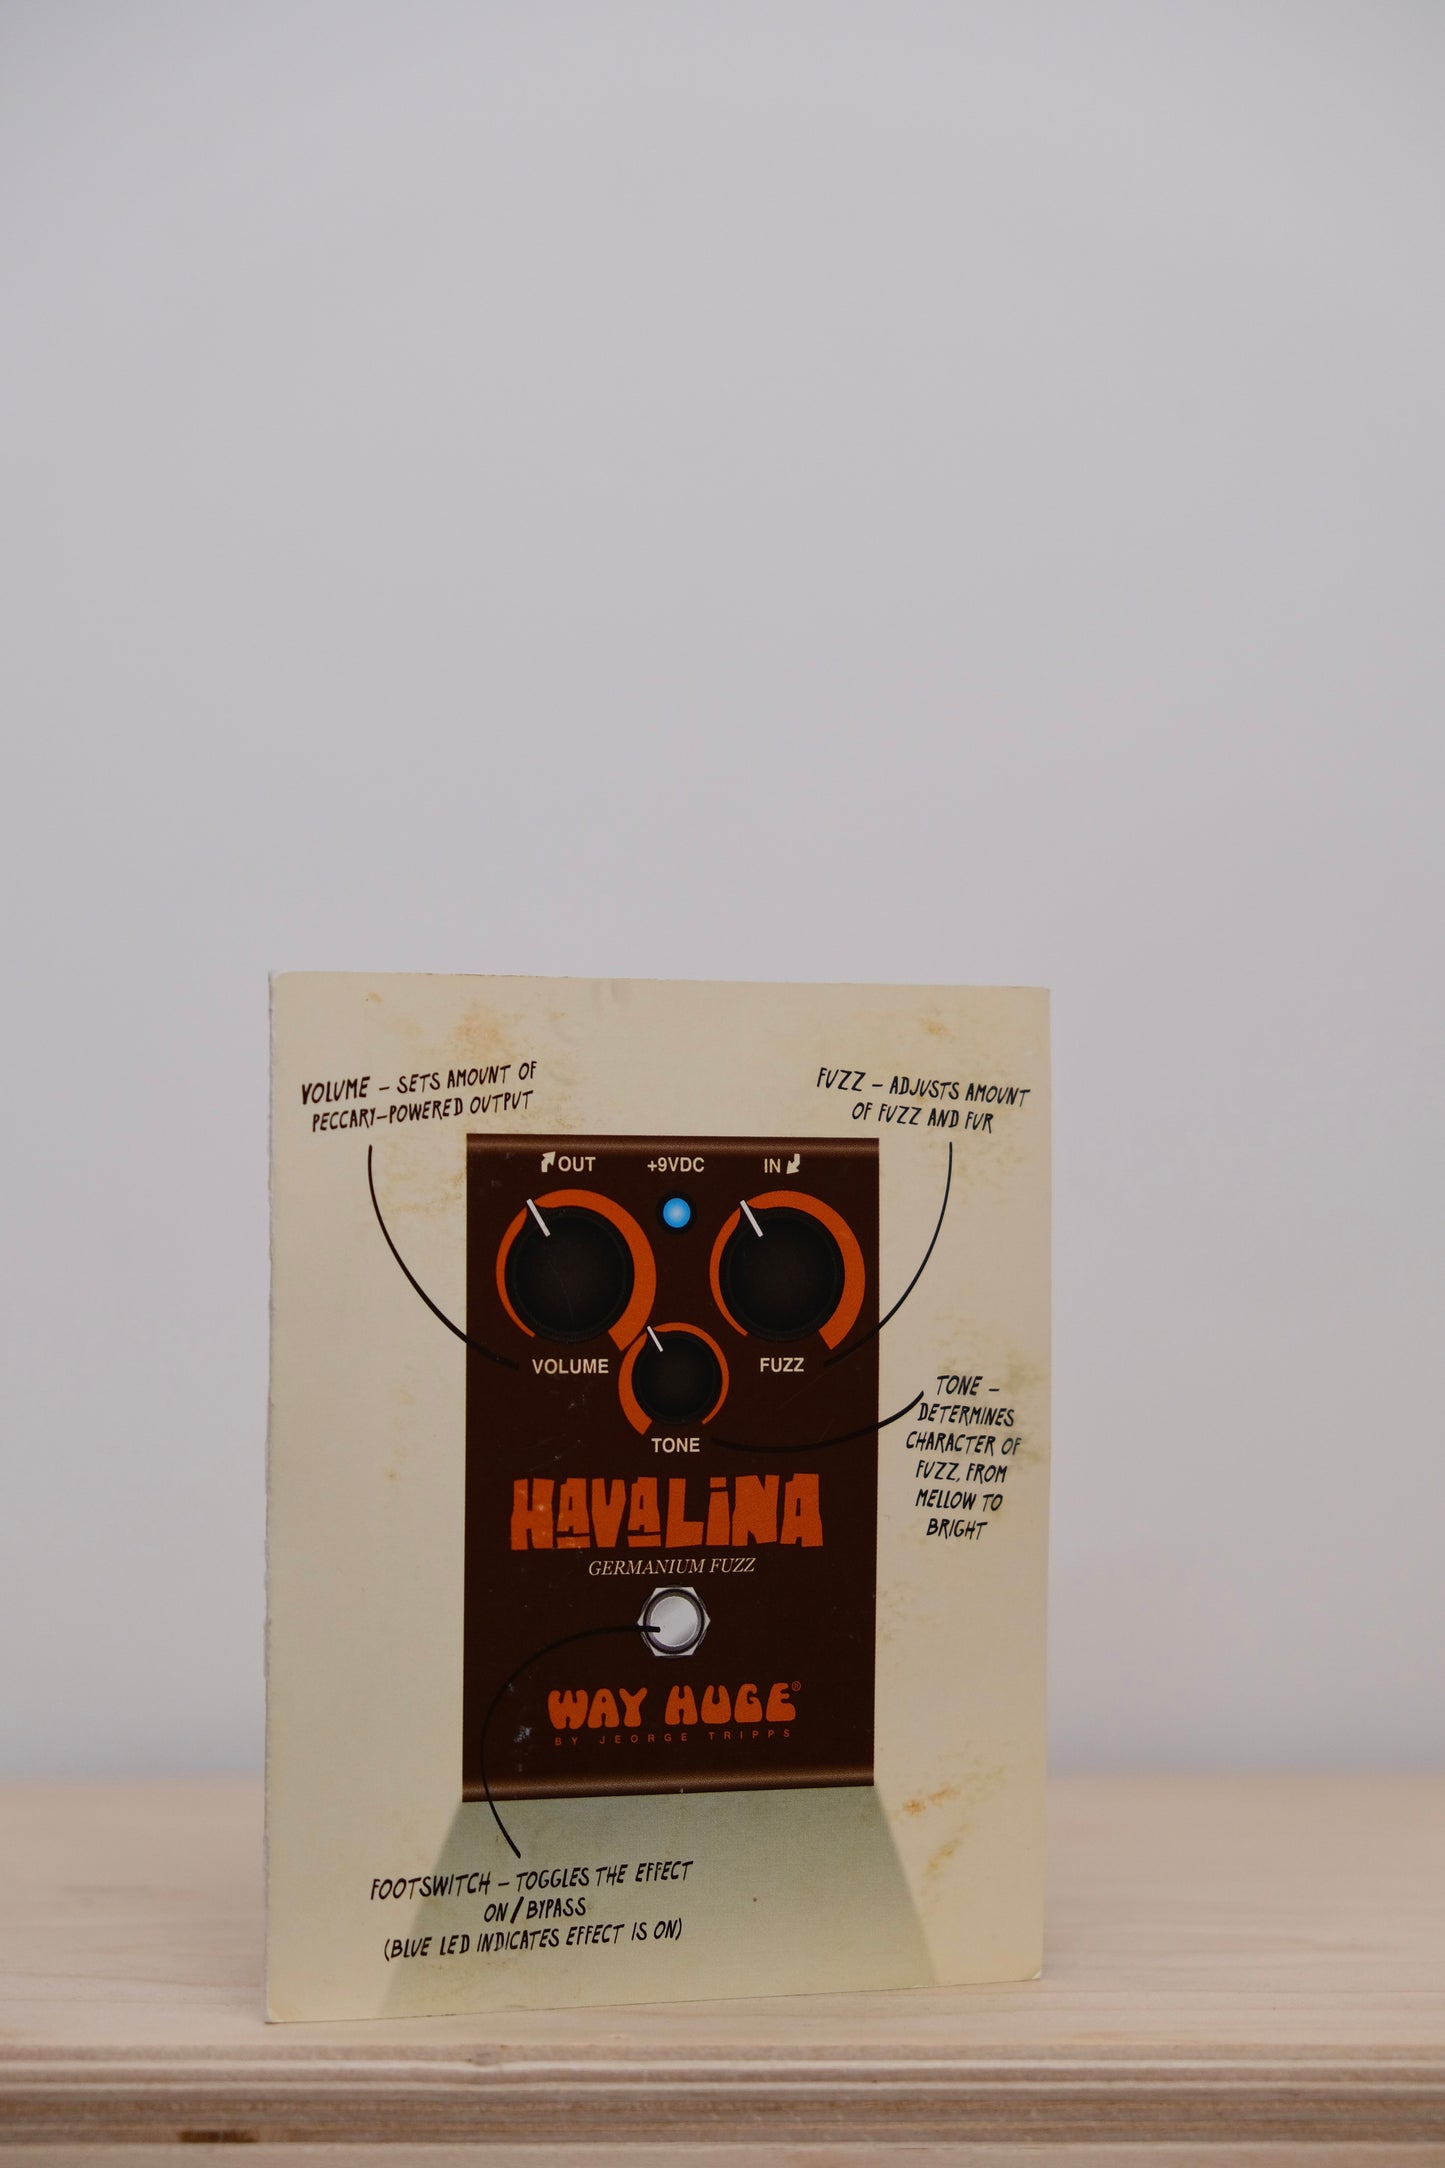 VOLUME – SETS AMOUNT OF
PECCARY-POWERED OUTPUT
FUZZ – ADJUSTS AMOUNT
OF FUZZ AND FUR
OUT +9VDC IN
VOLUME
FUZZ
TONE
TONE –
DETERMINES
CHARACTER OF
FUZZ, FROM
MELLOW TO
BRIGHT
HAVALINA
GERMANIUM FUZZ
WAY HUGE®
BY JEORGE TRIPPS
FOOTSWITCH – TOGGLES THE EFFECT
ON/BYPASS
(BLUE LED INDICATES EFFECT IS ON)